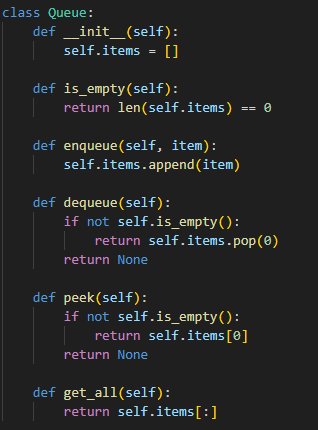 class Queue:
    def __init__(self):
        self.items = []
    def is_empty(self):
        return len(self.items) == 0
    def enqueue(self, item):
        self.items.append(item)
    def dequeue(self):
        if not self.is_empty():
            return self.items.pop(0)
        return None
    def peek(self):
        if not self.is_empty():
            return self.items[0]
        return None
    def get_all(self):
        return self.items[:]